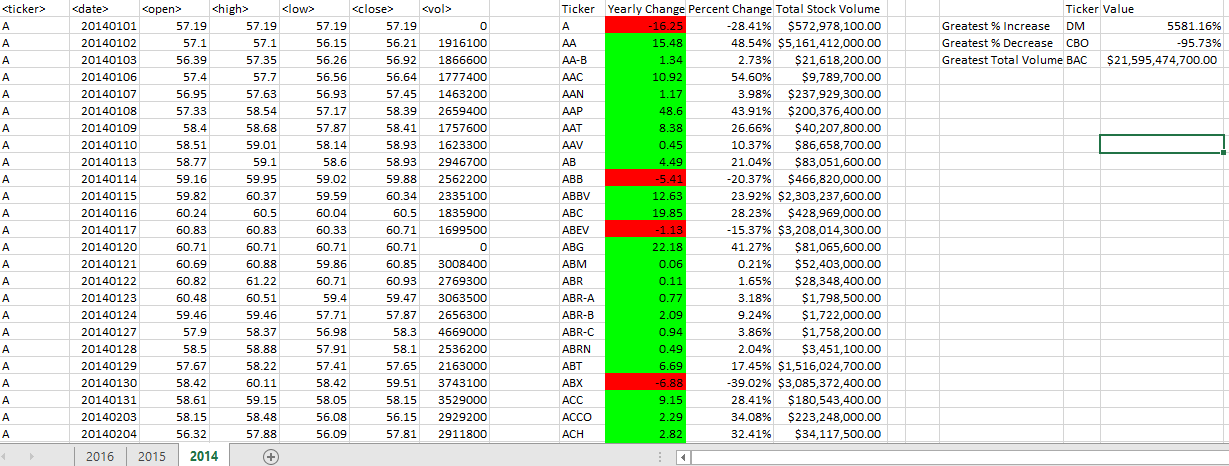 <ticker> <date> <open> <high> <low> <close> <vol> Ticker Yearly Change Percent Change Total Stock Volume Ticker Value
A 20140101 57.19 57.19 57.19 57.19 0 A -16.25 -28.41% $572,978,100.00 Greatest % Increase DM 5581.16%
A 20140102 57.1 57.1 56.15 56.21 1916100 AA 15.48 48.54% $5,161,412,000.00 Greatest % Decrease CBO -95.73%
A 20140103 56.39 57.35 56.26 56.92 1866600 AA-B 1.34 2.73% $21,618,200.00 Greatest Total Volume BAC $21,595,474,700.00
A 20140106 57.4 57.7 56.56 56.64 1777400 AAC 10.92 54.60% $9,789,700.00
A 20140107 56.95 57.63 56.93 57.45 1463200 AAN 1.17 3.98% $237,929,300.00
A 20140108 57.33 58.54 57.17 58.39 2659400 AAP 48.6 43.91% $200,376,400.00
A 20140109 58.4 58.68 57.87 58.41 1757600 AAT 8.38 26.66% $40,207,800.00
A 20140110 58.51 59.01 58.14 58.93 1623300 AAV 0.45 10.37% $86,658,700.00
A 20140113 58.77 59.1 58.6 58.93 2946700 AB 4.49 21.04% $83,051,600.00
A 20140114 59.16 59.95 59.02 59.88 2562200 ABB -5.41 -20.37% $466,820,000.00
A 20140115 59.82 60.37 59.59 60.34 2335100 ABBV 12.63 23.92% $2,303,237,600.00
A 20140116 60.24 60.5 60.04 60.5 1835900 ABC 19.85 28.23% $428,969,000.00
A 20140117 60.83 60.83 60.33 60.71 1699500 ABEV -1.13 -15.37% $3,208,014,300.00
A 20140120 60.71 60.71 60.71 60.71 0 ABG 22.18 41.27% $81,065,600.00
A 20140121 60.69 60.88 59.86 60.85 3008400 ABM 0.06 0.21% $52,403,000.00
A 20140122 60.82 61.22 60.71 60.93 2769300 ABR 0.11 1.65% $28,348,400.00
A 20140123 60.48 60.51 59.4 59.47 3063500 ABR-A 0.77 3.18% $1,798,500.00
A 20140124 59.46 59.46 57.71 57.87 2656300 ABR-B 2.09 9.24% $1,722,000.00
A 20140127 57.9 58.37 56.98 58.3 4669000 ABR-C 0.94 3.86% $1,758,200.00
A 20140128 58.5 58.88 57.91 58.1 2536200 ABRN 0.49 2.04% $3,451,100.00
A 20140129 57.67 58.22 57.41 57.65 2163000 ABT 6.69 17.45% $1,516,024,700.00
A 20140130 58.42 60.11 58.42 59.51 3743100 ABX -6.88 -39.02% $3,085,372,400.00
A 20140131 58.61 59.15 58.05 58.15 3529000 ACC 9.15 28.41% $180,543,400.00
A 20140203 58.15 58.48 56.08 56.15 2929200 ACCO 2.29 34.08% $223,248,000.00
A 20140204 56.32 57.88 56.09 57.81 2911800 ACH 2.82 32.41% $34,117,500.00
2016 2015 2014